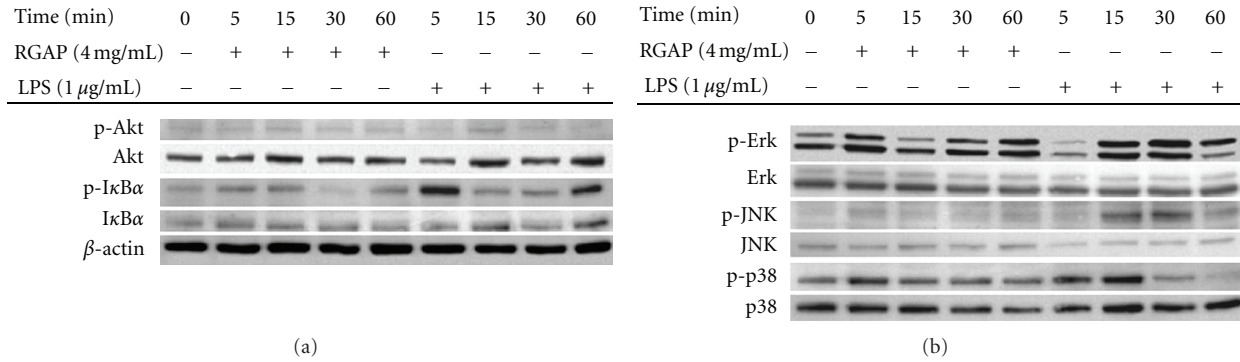 Time (min) 0 5 15 30 60 5 15 30 60
RGAP (4 mg/mL) − + + + + − − − −
LPS (1 µg/mL) − − − − − + + + +
p-Akt
Akt
p-IκBα
IκBα
β-actin
(a)
Time (min) 0 5 15 30 60 5 15 30 60
RGAP (4 mg/mL) − + + + + − − − −
LPS (1 µg/mL) − − − − − + + + +
p-Erk
Erk
p-JNK
JNK
p-p38
p38
(b)